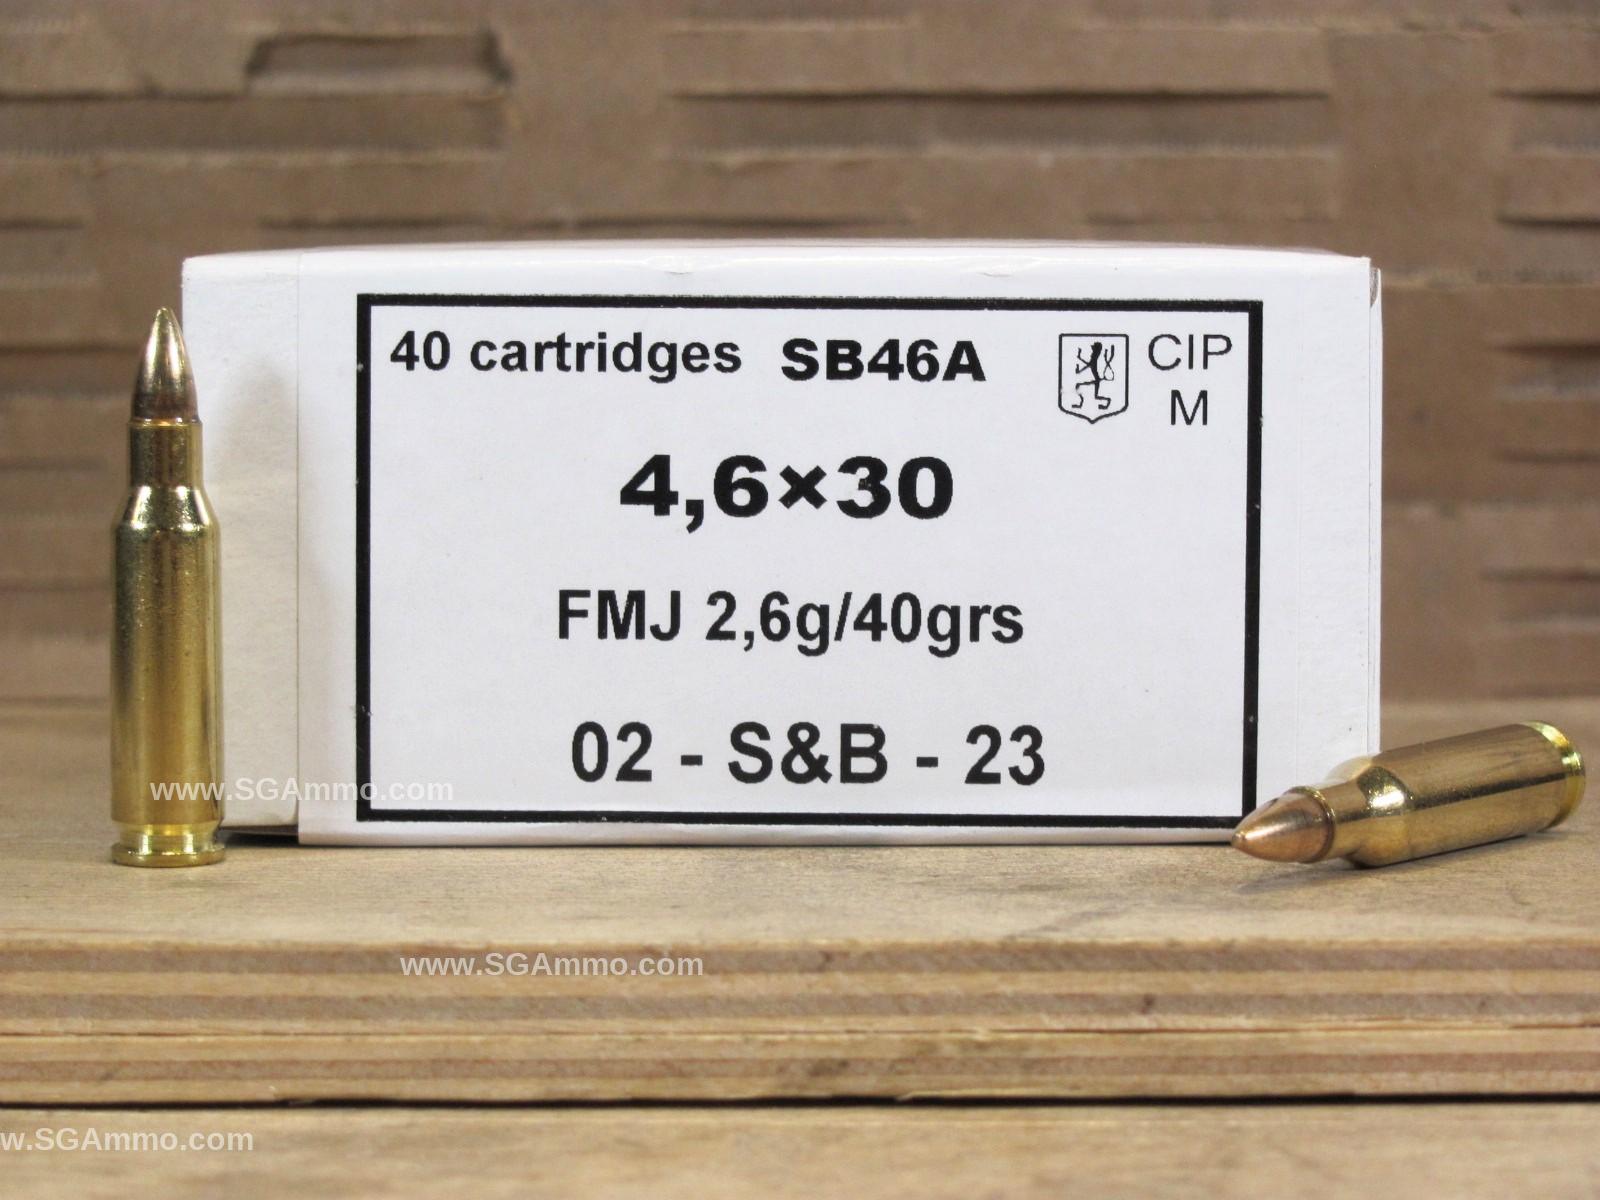 40 cartridges SB46A
CIP
M
4,6×30
FMJ 2,6g/40grs
02 - S&B - 23
www.SGAmmo.com
www.SGAmmo.com
w.SGAmmo.com